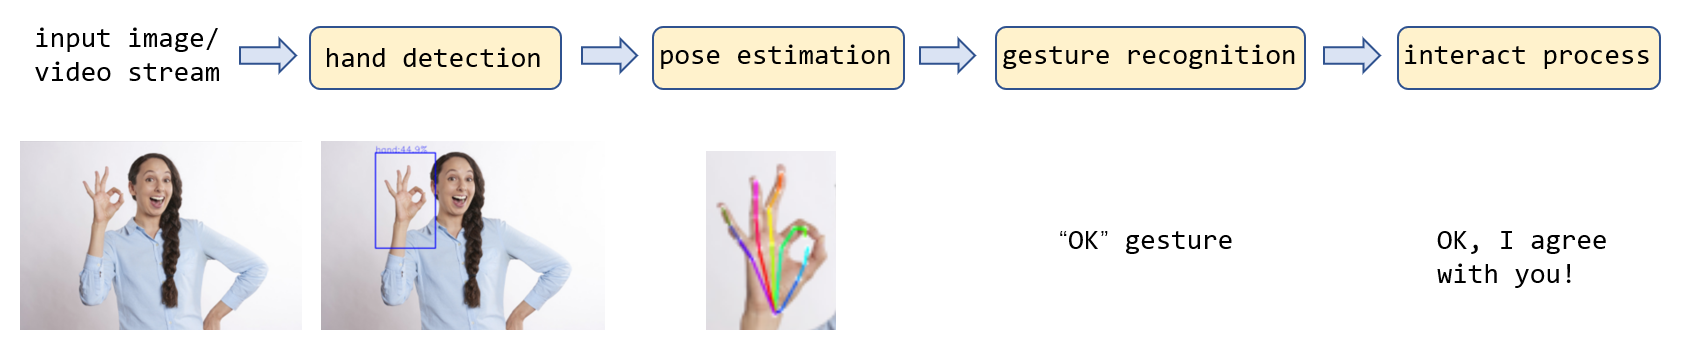 input image/
video stream
hand detection
pose estimation
gesture recognition
interact process
hand:44.9%
“OK” gesture
OK, I agree
with you!